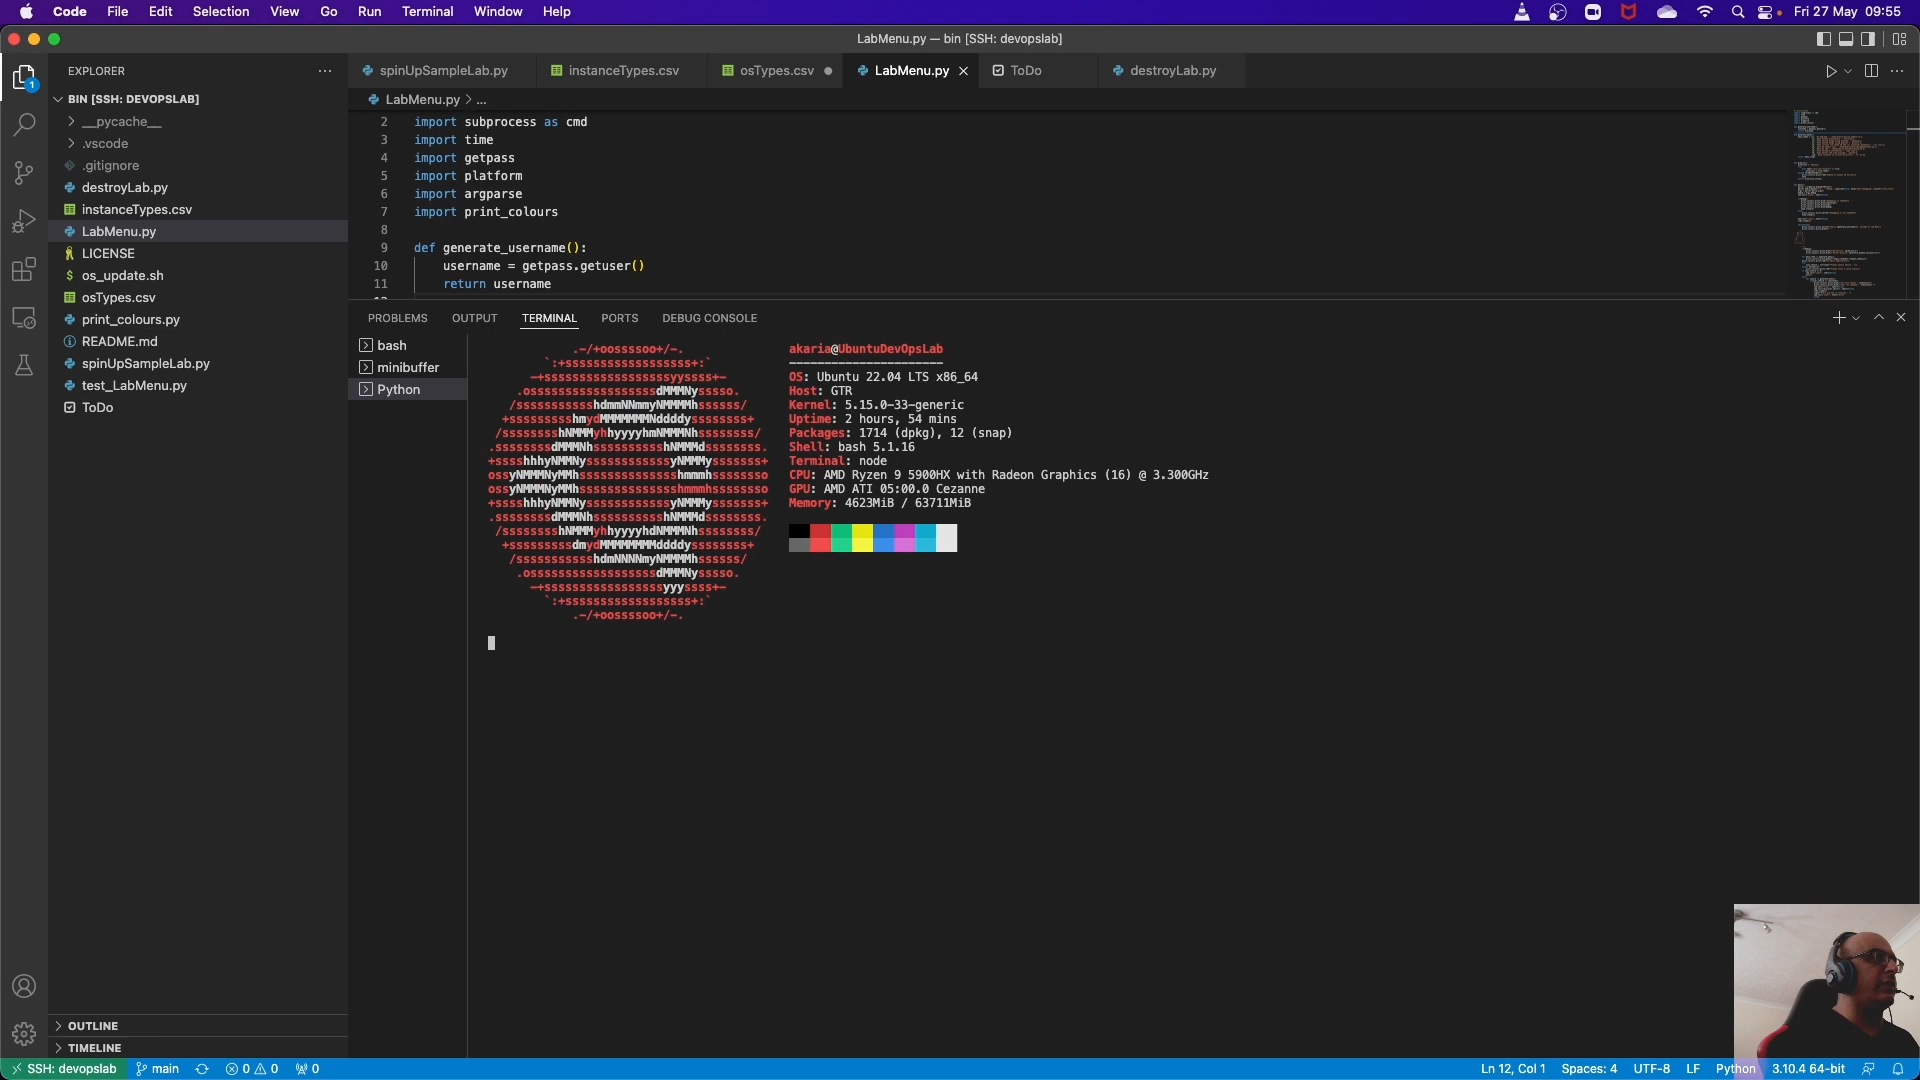 Code File Edit Selection View Go Run Terminal Window Help Fri 27 May 09:55
LabMenu.py — bin [SSH: devopslab]
EXPLORER
spinUpSampleLab.py instanceTypes.csv osTypes.csv LabMenu.py ToDo destroyLab.py
1
BIN [SSH: DEVOPSLAB]
__pycache__
.vscode
.gitignore
destroyLab.py
instanceTypes.csv
LabMenu.py
LICENSE
os_update.sh
osTypes.csv
print_colours.py
README.md
spinUpSampleLab.py
test_LabMenu.py
ToDo
OUTLINE
TIMELINE
LabMenu.py > ...
2 import subprocess as cmd
3 import time
4 import getpass
5 import platform
6 import argparse
7 import print_colours
8
9 def generate_username():
10 username = getpass.getuser()
11 return username
PROBLEMS OUTPUT TERMINAL PORTS DEBUG CONSOLE
bash
minibuffer
Python
akaria@UbuntuDevOpsLab
----------------------
OS: Ubuntu 22.04 LTS x86_64
Host: GTR
Kernel: 5.15.0-33-generic
Uptime: 2 hours, 54 mins
Packages: 1714 (dpkg), 12 (snap)
Shell: bash 5.1.16
Terminal: node
CPU: AMD Ryzen 9 5900HX with Radeon Graphics (16) @ 3.300GHz
GPU: AMD ATI 05:00.0 Cezanne
Memory: 4623MiB / 63711MiB
SSH: devopslab main 0 0 0 Ln 12, Col 1 Spaces: 4 UTF-8 LF Python 3.10.4 64-bit